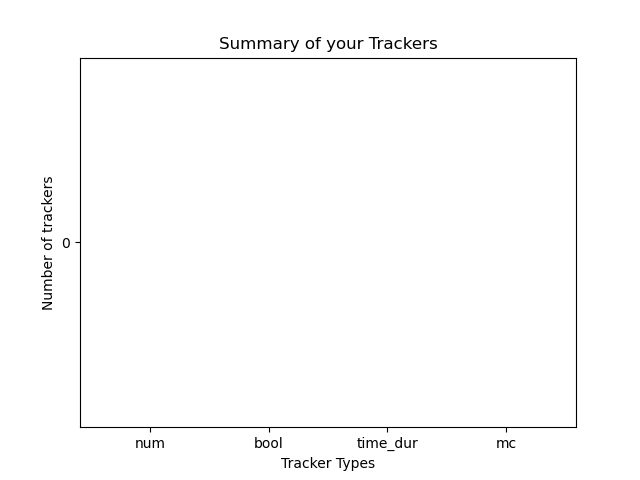 Summary of your Trackers
Number of trackers
0
num bool time_dur mc
Tracker Types